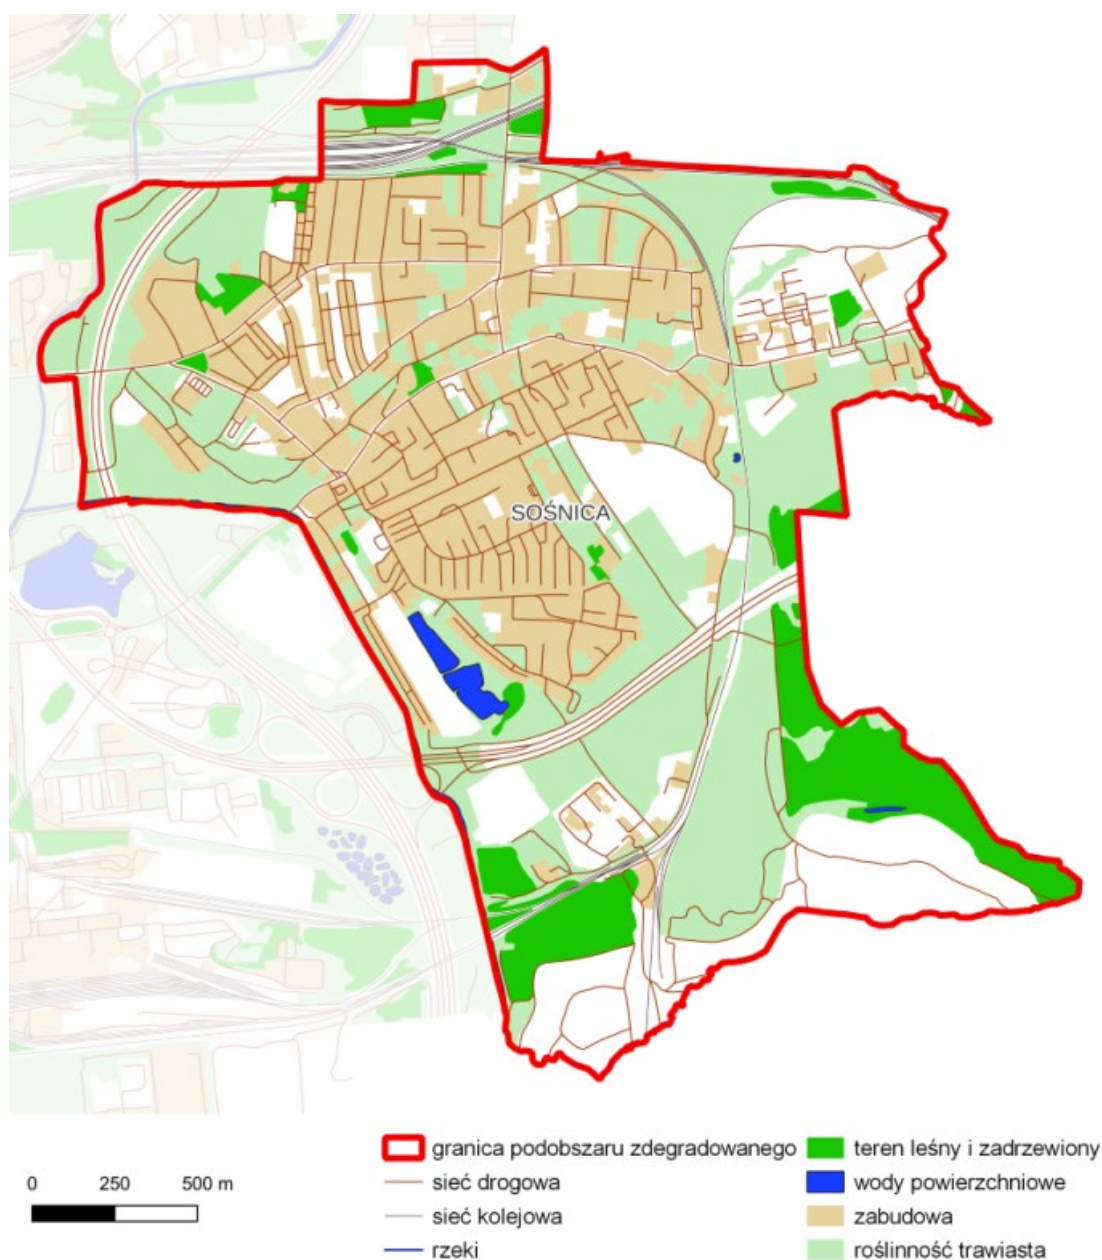 SOŚNICA
0 250 500 m
granica podobszaru zdegradowanego
sieć drogowa
sieć kolejowa
rzeki
teren leśny i zadrzewiony
wody powierzchniowe
zabudowa
roślinność trawiasta